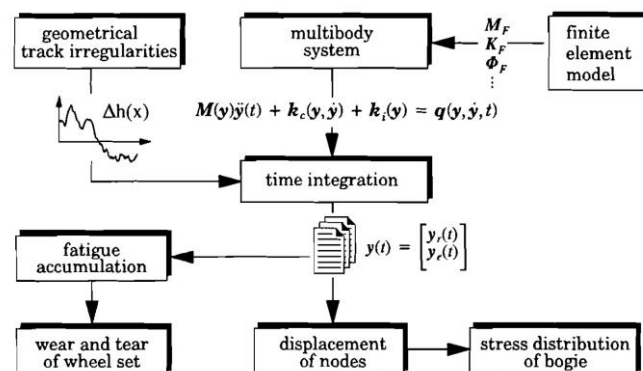 geometrical
track irregularities
multibody
system
M_F
K_F
Φ_F
⋮
finite
element
model
Δh(x)
M(y)ÿ(t) + k_c(y,ẏ) + k_i(y) = q(y,ẏ,t)
time integration
fatigue
accumulation
y(t) = [y_r(t)
y_e(t)]
wear and tear
of wheel set
displacement
of nodes
stress distribution
of bogie